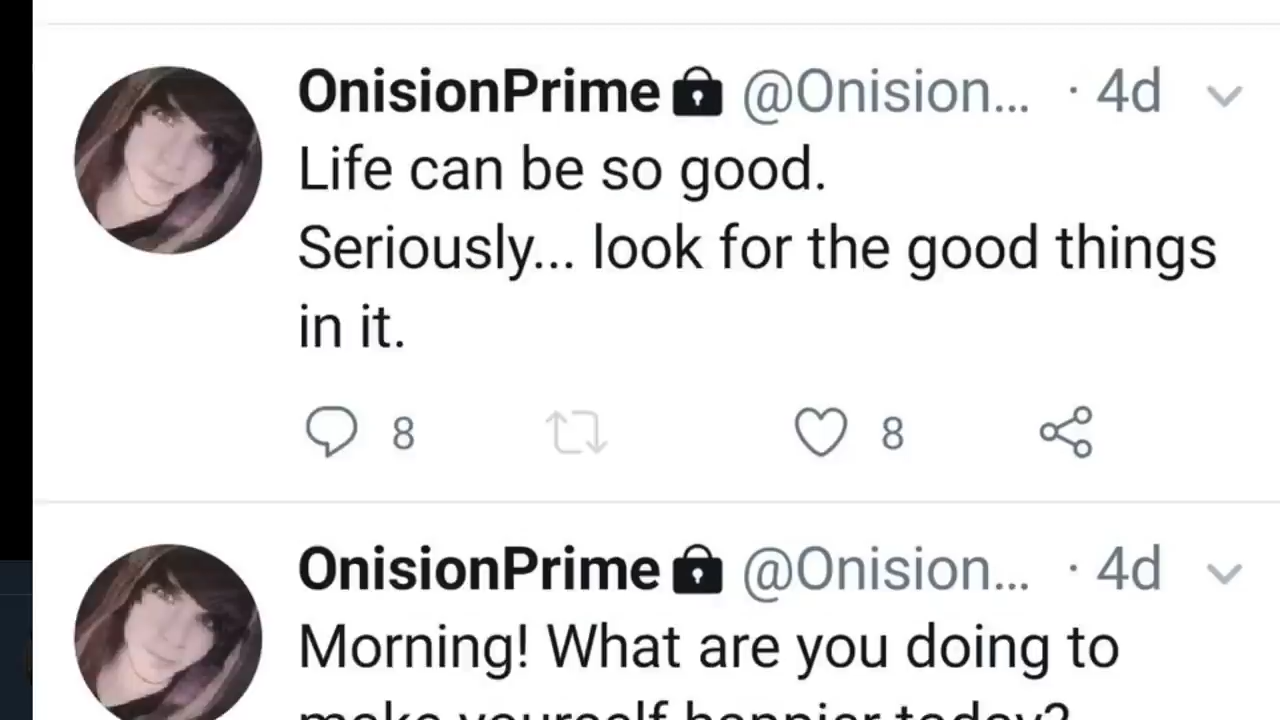 OnisionPrime @Onision... · 4d
Life can be so good.
Seriously... look for the good things
in it.
8 8
OnisionPrime @Onision... · 4d
Morning! What are you doing to
make yourself happier today?